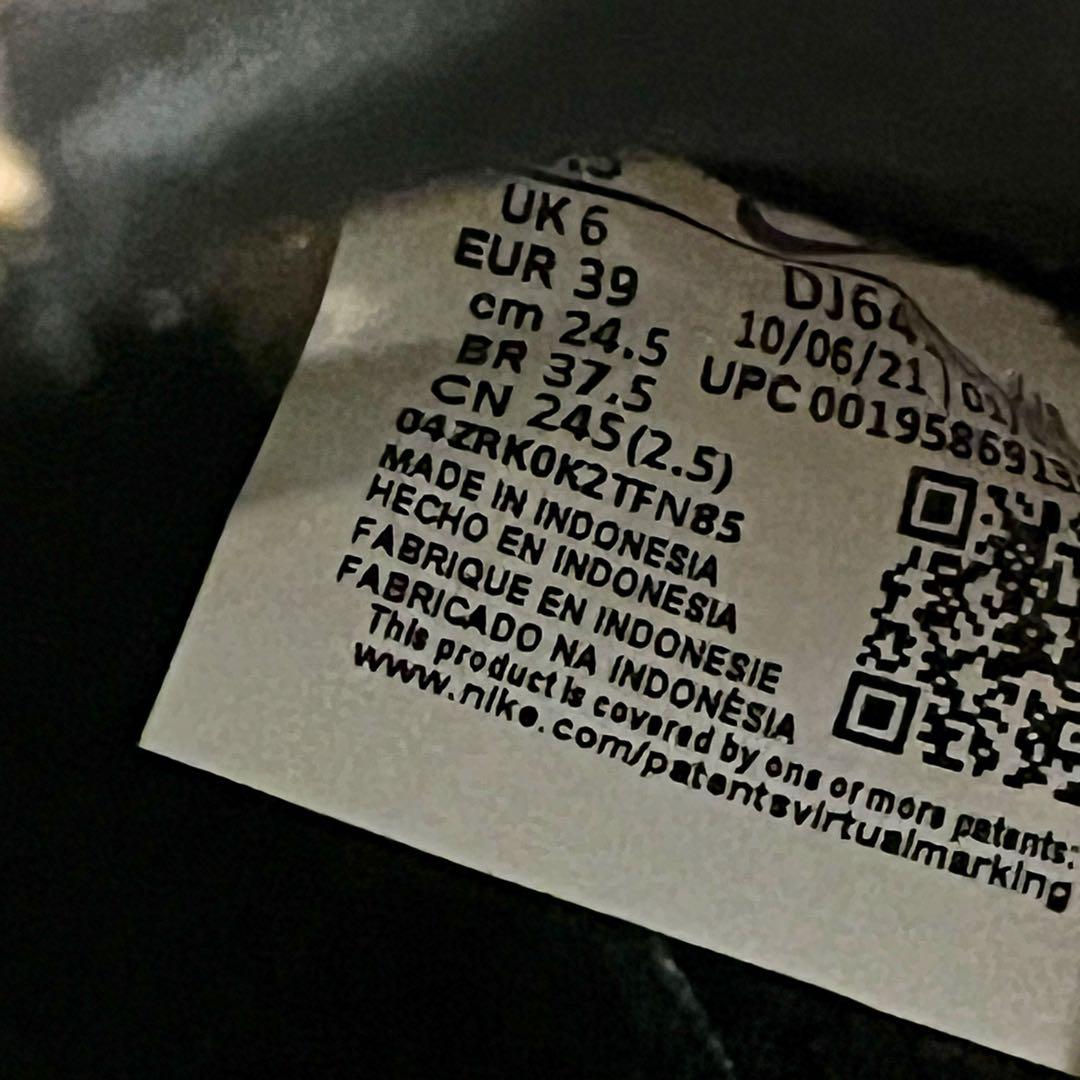 UK 6
EUR 39
cm 24.5
BR 37.5
CN 245(2.5)
04ZRK0K2TFN85
MADE IN INDONESIA
HECHO EN INDONESIA
FABRIQUE EN INDONESIE
FABRICADO NA INDONÉSIA
This product is covered by one or more patents:
www.nike.com/patentsvirtualmarking
DJ64
10/06/21
UPC 0019586913